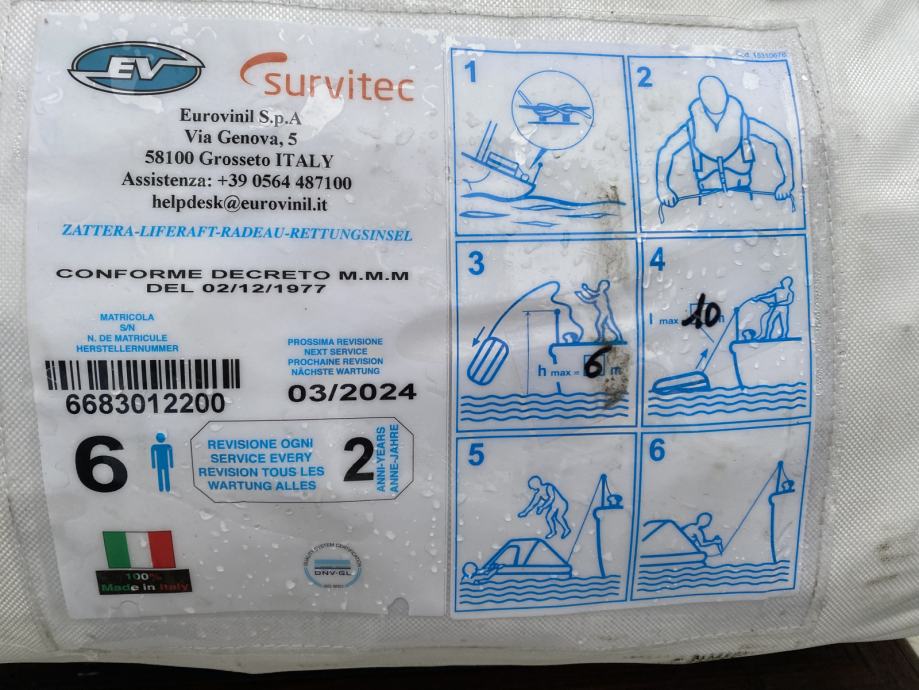 EV
survitec
Eurovinil S.p.A
Via Genova, 5
58100 Grosseto ITALY
Assistenza: +39 0564 487100
helpdesk@eurovinil.it
ZATTERA-LIFERAFT-RADEAU-RETTUNGSINSEL
CONFORME DECRETO M.M.M
DEL 02/12/1977
MATRICOLA
S/N
N. DE MATRICULE
HERSTELLERNUMMER
6683012200
PROSSIMA REVISIONE
NEXT SERVICE
PROCHAINE REVISION
NÄCHSTE WARTUNG
03/2024
6
REVISIONE OGNI
SERVICE EVERY
REVISION TOUS LES
WARTUNG ALLES
2
ANNI-YEARS
ANNE-JAHRE
100%
Made in Italy
DNV·GL
1
2
3
h max = 6 m
4
l max 10 m
5
6